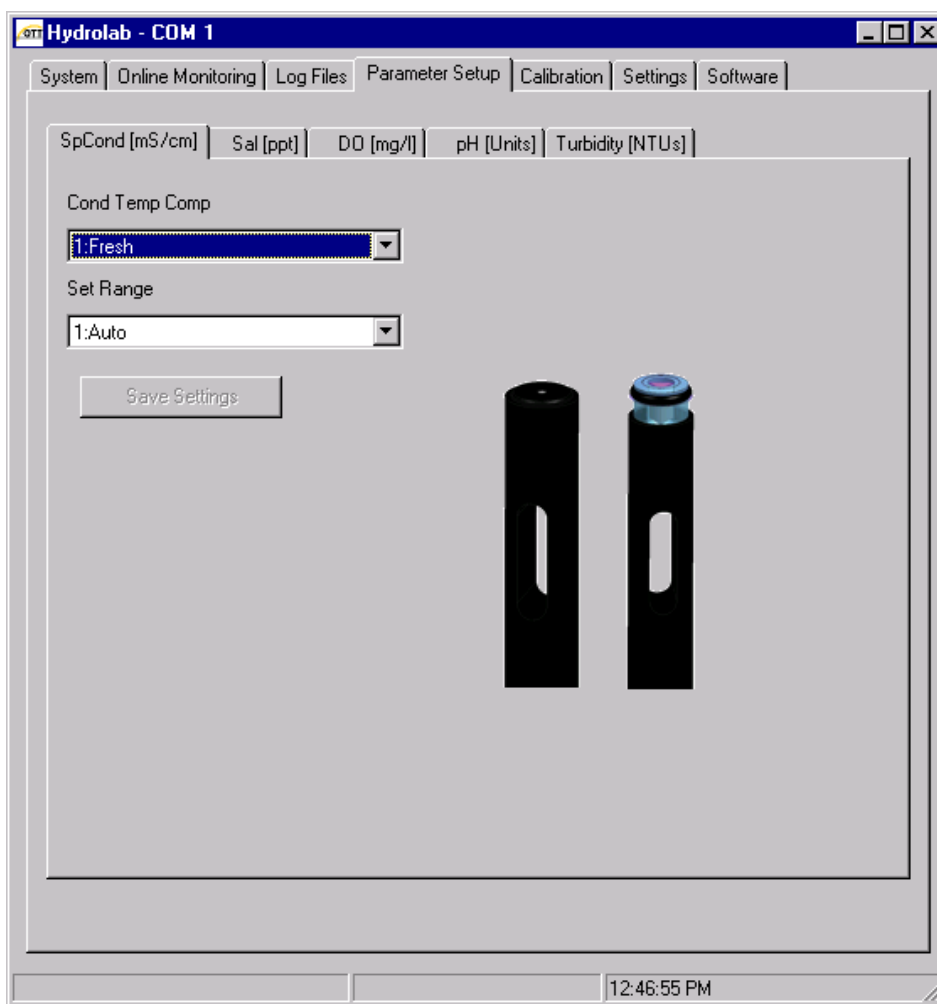 OTT Hydrolab - COM 1
System Online Monitoring Log Files Parameter Setup Calibration Settings Software
SpCond [mS/cm] Sal [ppt] DO [mg/l] pH [Units] Turbidity [NTUs]
Cond Temp Comp
1:Fresh
Set Range
1:Auto
Save Settings
12:46:55 PM